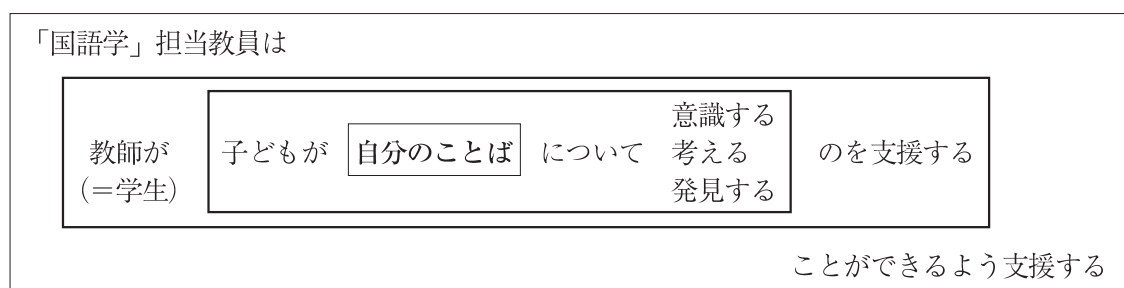 「国語学」担当教員は
意識する
教師が 子どもが 自分のことば について 考える のを支援する
(=学生) 発見する
ことができるよう支援する